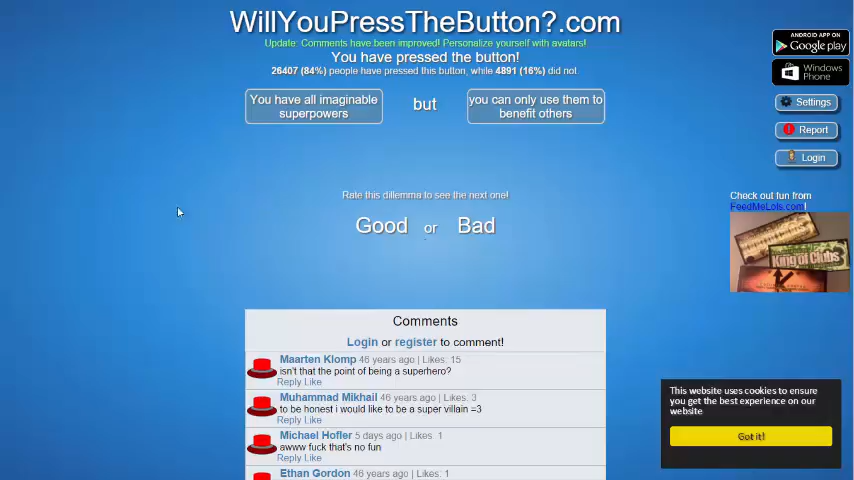 WillYouPressTheButton?.com
Update: Comments have been improved! Personalize yourself with avatars!
You have pressed the button!
26407 (84%) people have pressed this button, while 4891 (16%) did not.
You have all imaginable
superpowers
but
you can only use them to
benefit others
ANDROID APP ON
Google play
Windows
Phone
Settings
Report
Login
Rate this dillemma to see the next one!
Good or Bad
Check out fun from
FeedMeLols.com!
King of Clubs
Comments
Login or register to comment!
Maarten Klomp 46 years ago | Likes: 15
isn't that the point of being a superhero?
Reply Like
Muhammad Mikhail 46 years ago | Likes: 3
to be honest i would like to be a super villain =3
Reply Like
Michael Hofler 5 days ago | Likes: 1
awww fuck that's no fun
Reply Like
Ethan Gordon 46 years ago | Likes: 1
This website uses cookies to ensure
you get the best experience on our
website
Got it!